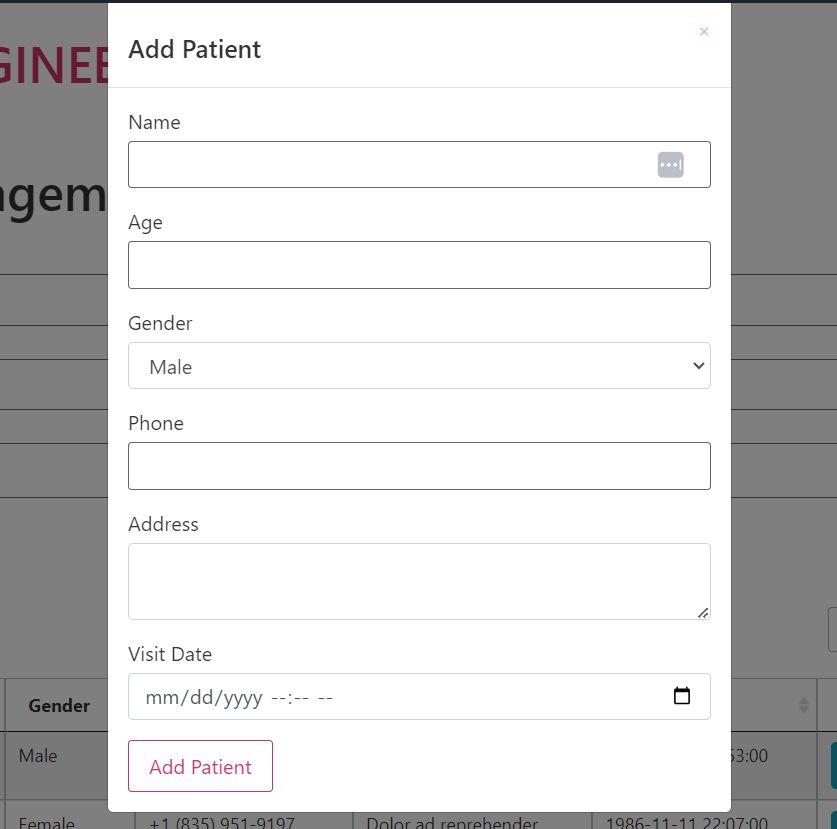 ×
Add Patient
GINEE
Name
agem
Age
Gender
Male
Phone
Address
Visit Date
mm/dd/yyyy --:-- --
Gender
Male
53:00
Add Patient
Female +1 (835) 951-9197 Dolor ad reprehender 1986-11-11 22:07:00